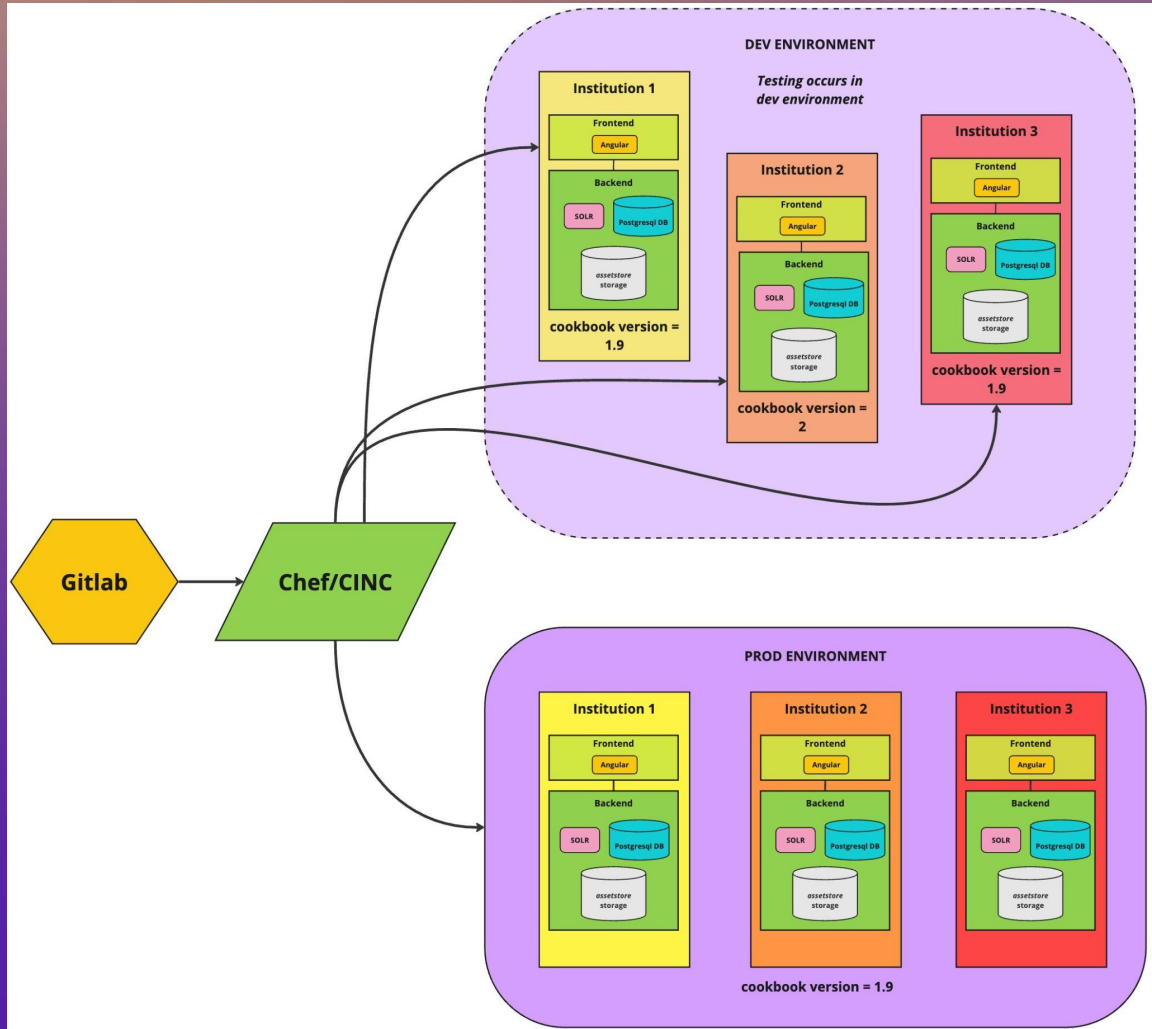 DEV ENVIRONMENT
Testing occurs in
dev environment
Institution 1
Frontend
Angular
Backend
SOLR
Postgresql DB
assetstore
storage
cookbook version =
1.9
Institution 2
Frontend
Angular
Backend
SOLR
Postgresql DB
assetstore
storage
cookbook version =
2
Institution 3
Frontend
Angular
Backend
SOLR
Postgresql DB
assetstore
storage
cookbook version =
1.9
Gitlab
Chef/CINC
PROD ENVIRONMENT
Institution 1
Frontend
Angular
Backend
SOLR
Postgresql DB
assetstore
storage
Institution 2
Frontend
Angular
Backend
SOLR
Postgresql DB
assetstore
storage
Institution 3
Frontend
Angular
Backend
SOLR
Postgresql DB
assetstore
storage
cookbook version = 1.9